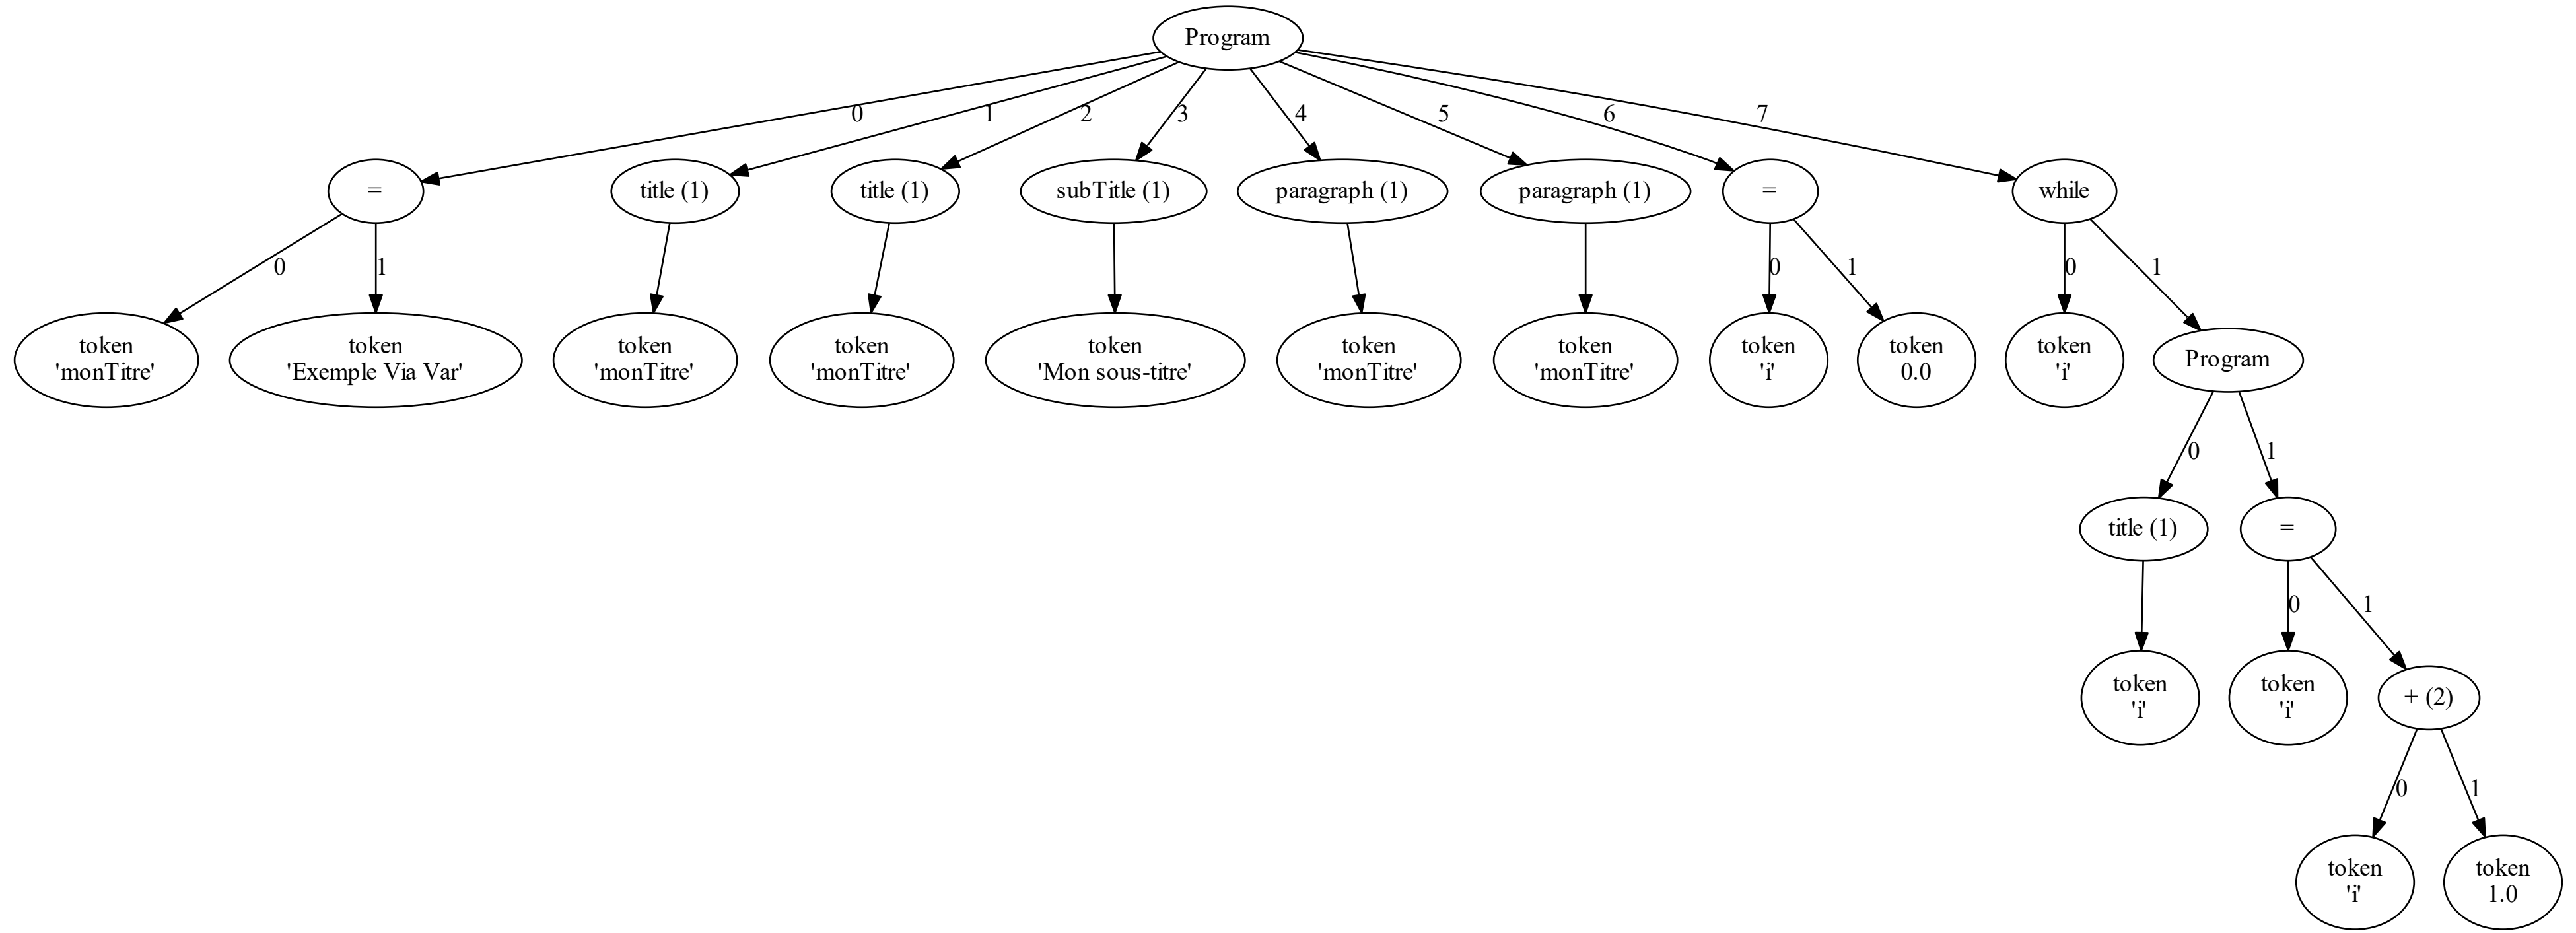 Program
0
1
2
3
4
5
6
7
=
title (1)
title (1)
subTitle (1)
paragraph (1)
paragraph (1)
=
while
0
1
0
1
0
1
token
'monTitre'
token
'Exemple Via Var'
token
'monTitre'
token
'monTitre'
token
'Mon sous-titre'
token
'monTitre'
token
'monTitre'
token
'i'
token
0.0
token
'i'
Program
0
1
title (1)
=
0
1
token
'i'
token
'i'
+ (2)
0
1
token
'i'
token
1.0